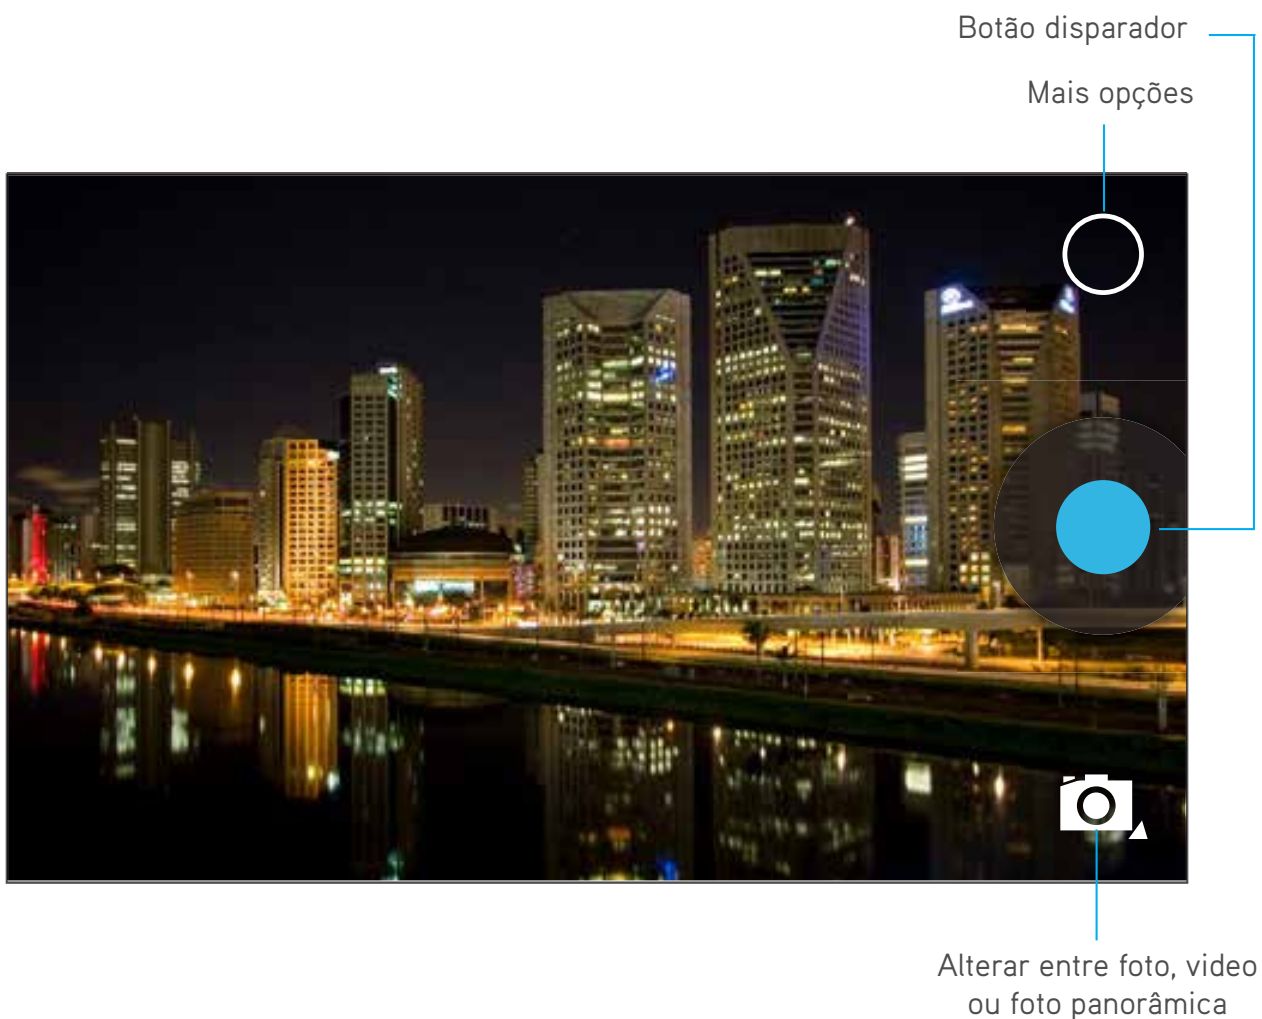 Botão disparador
Mais opções
Alterar entre foto, video
ou foto panorâmica